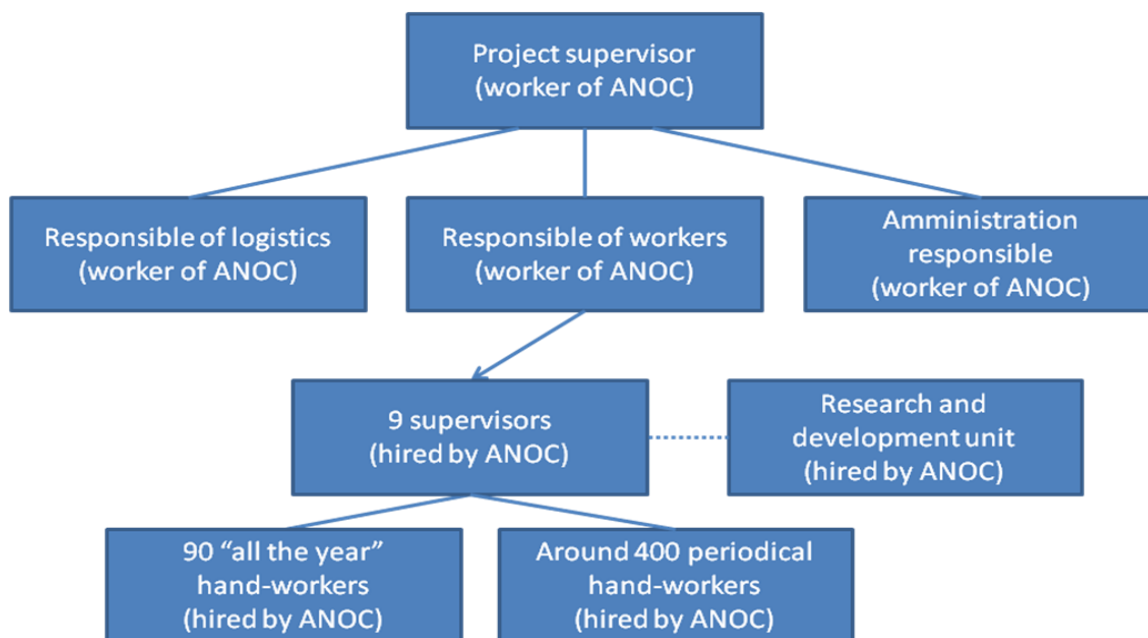 Project supervisor
(worker of ANOC)
Responsible of logistics
(worker of ANOC)
Responsible of workers
(worker of ANOC)
Amministration
responsible
(worker of ANOC)
9 supervisors
(hired by ANOC)
Research and
development unit
(hired by ANOC)
90 “all the year”
hand-workers
(hired by ANOC)
Around 400 periodical
hand-workers
(hired by ANOC)